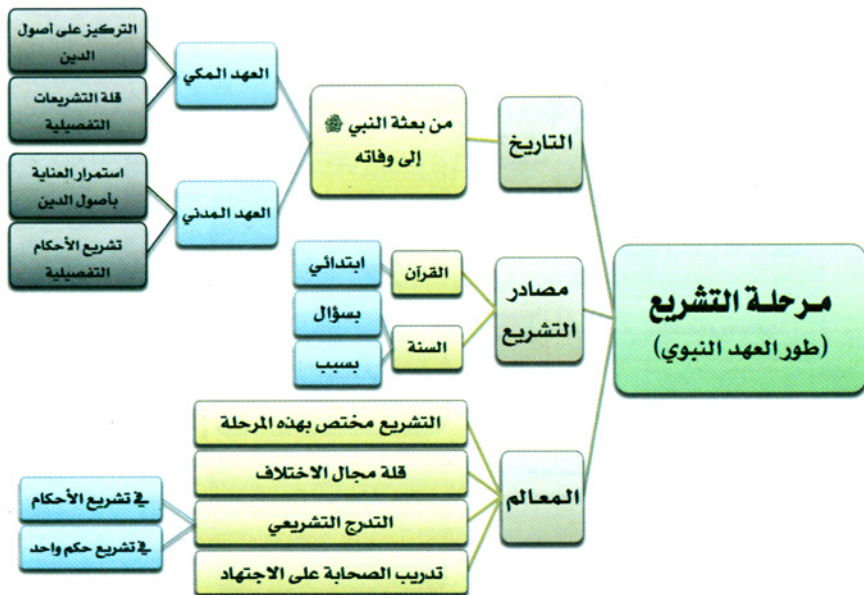 مرحلة التشريع
(طور العهد النبوي)
التاريخ
من بعثة النبي ﷺ
إلى وفاته
العهد المكي
التركيز على أصول
الدين
قلة التشريعات
التفصيلية
العهد المدني
استمرار العناية
بأصول الدين
تشريع الأحكام
التفصيلية
مصادر
التشريع
القرآن
السنة
ابتدائي
بسؤال
بسبب
المعالم
التشريع مختص بهذه المرحلة
قلة مجال الاختلاف
التدرج التشريعي
في تشريع الأحكام
في تشريع حكم واحد
تدريب الصحابة على الاجتهاد